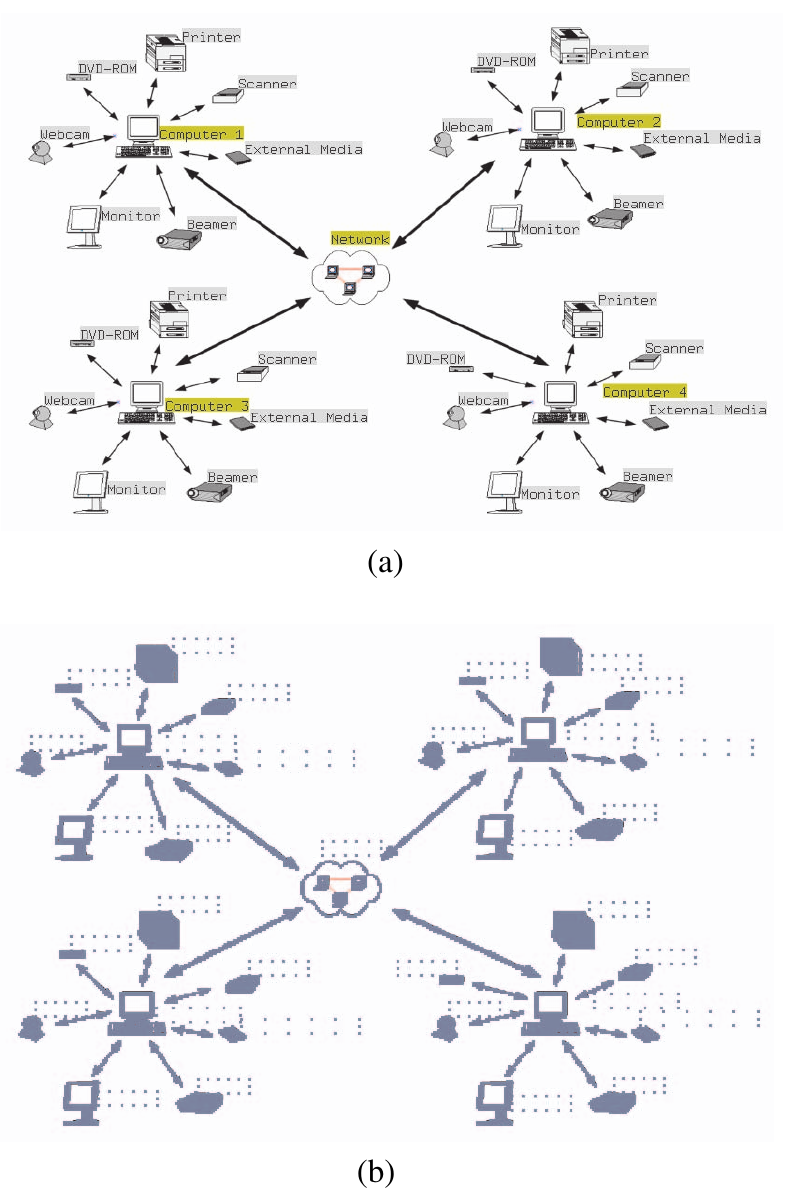 Printer
DVD-ROM
Scanner
Webcam
Computer 1
External Media
Monitor
Beamer
Printer
DVD-ROM
Scanner
Webcam
Computer 2
External Media
Beamer
Monitor
Network
Printer
DVD-ROM
Scanner
Webcam
Computer 3
External Media
Beamer
Monitor
Printer
Scanner
DVD-ROM
Computer 4
Webcam
External Media
Beamer
Monitor
(a)
(b)